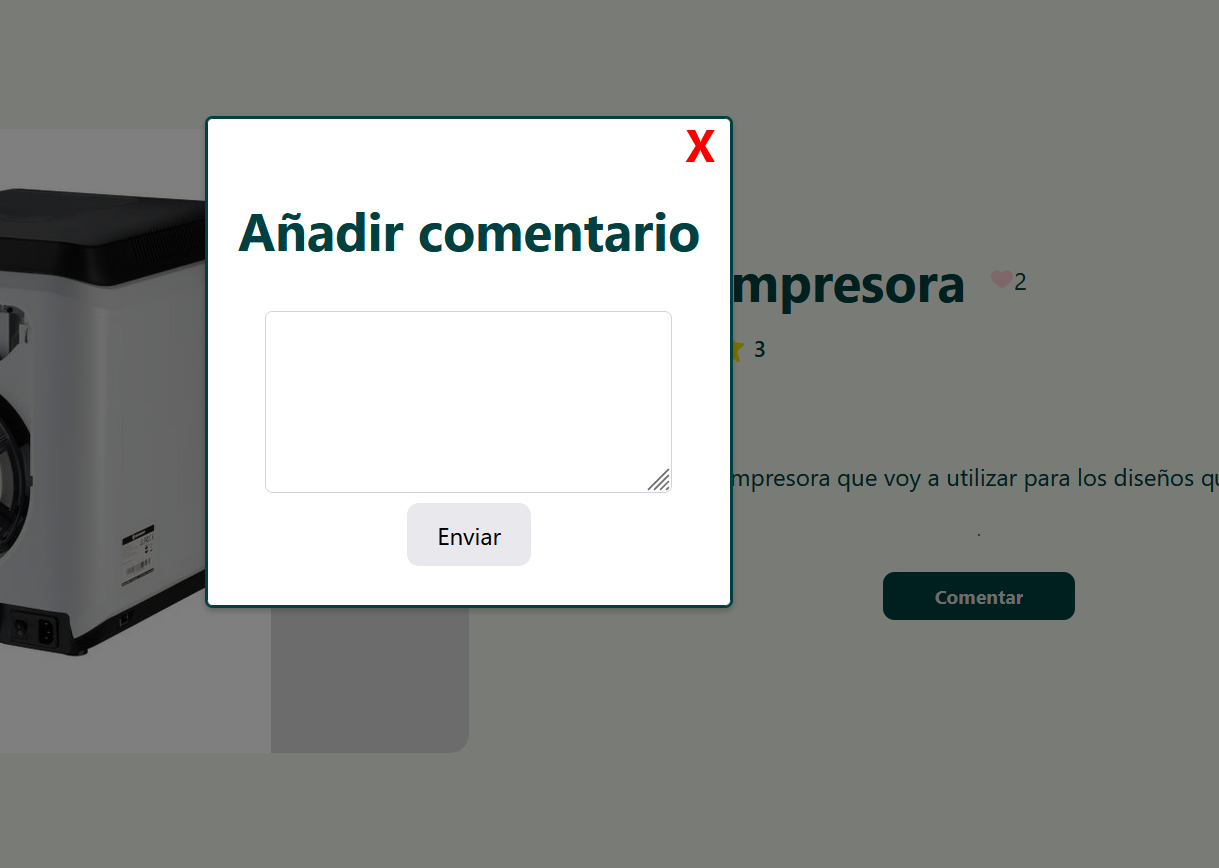 X
Añadir comentario
mpresora 2
3
mpresora que voy a utilizar para los diseños qu
.
Enviar
Comentar